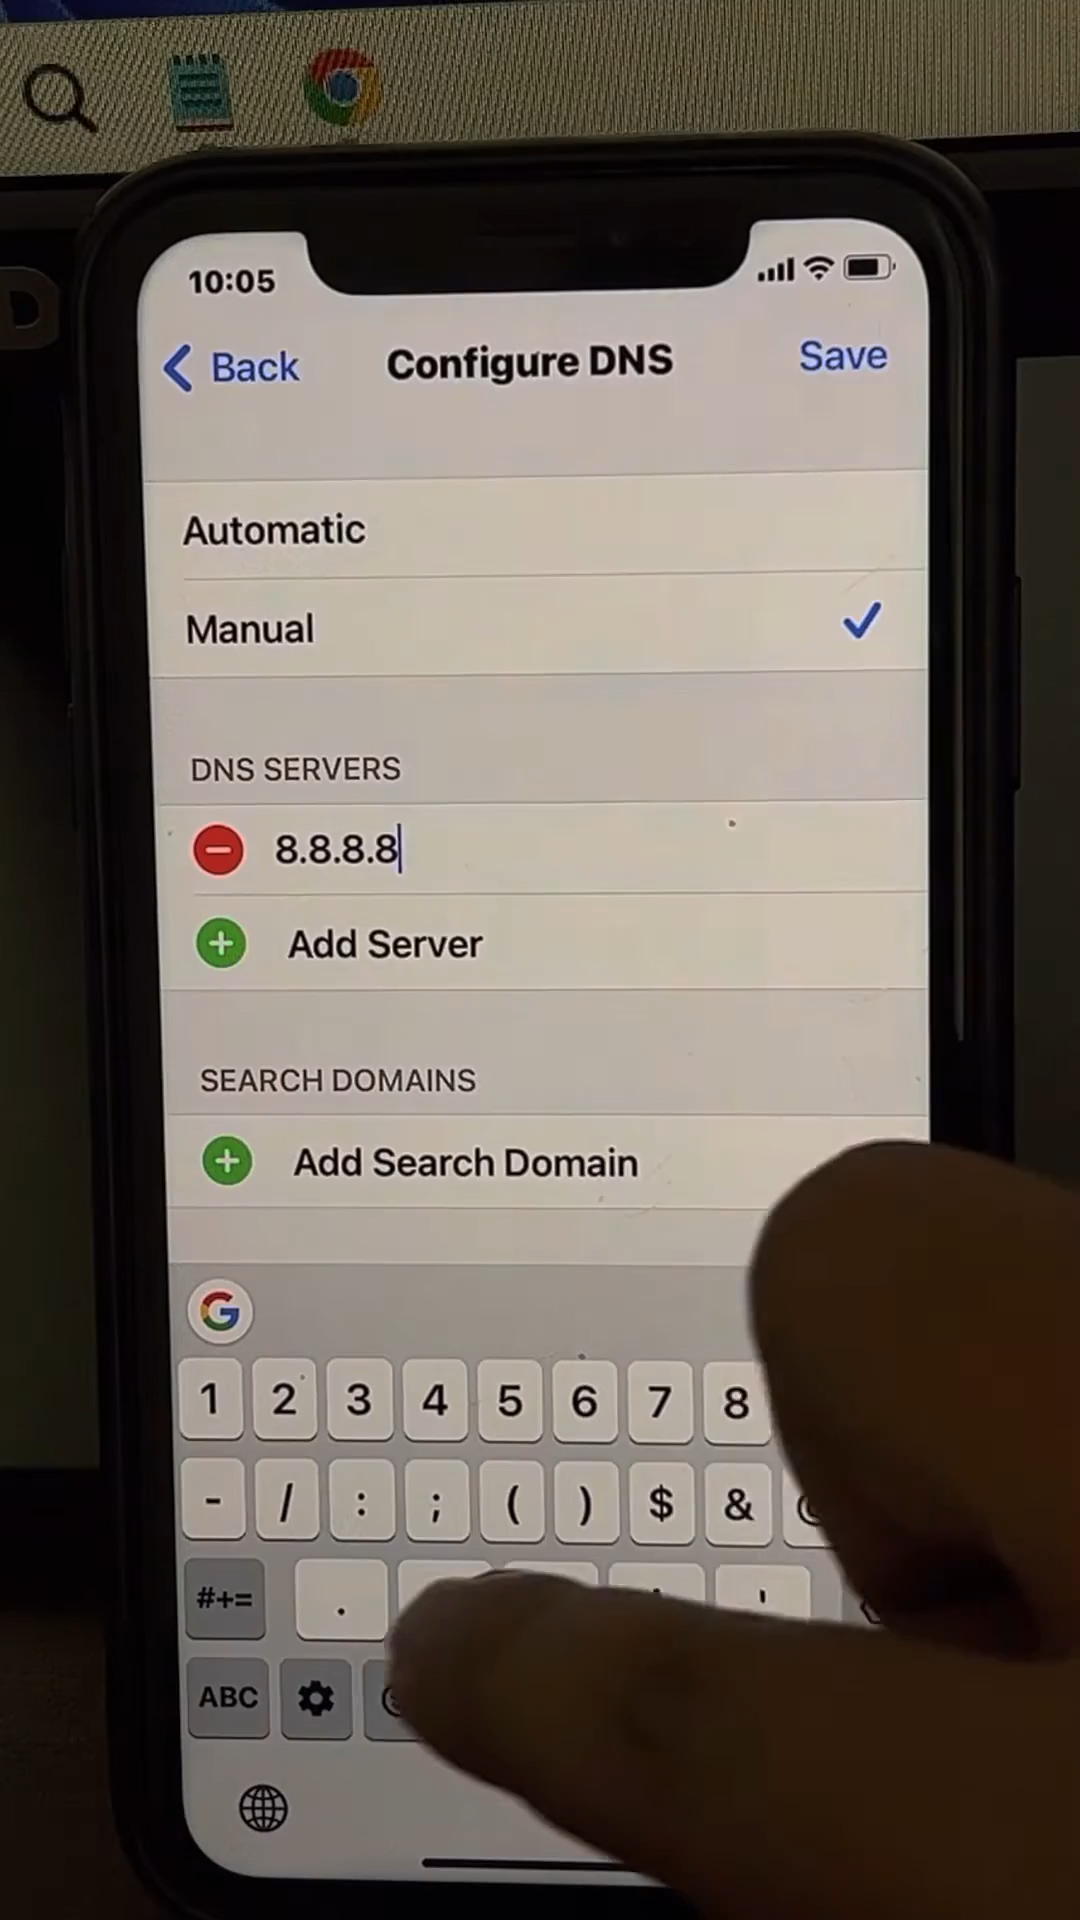 10:05
Back Configure DNS Save
Automatic
Manual
DNS SERVERS
8.8.8.8
Add Server
SEARCH DOMAINS
Add Search Domain
G
1 2 3 4 5 6 7 8
- / : ; ( ) $ &
#+= . '
ABC